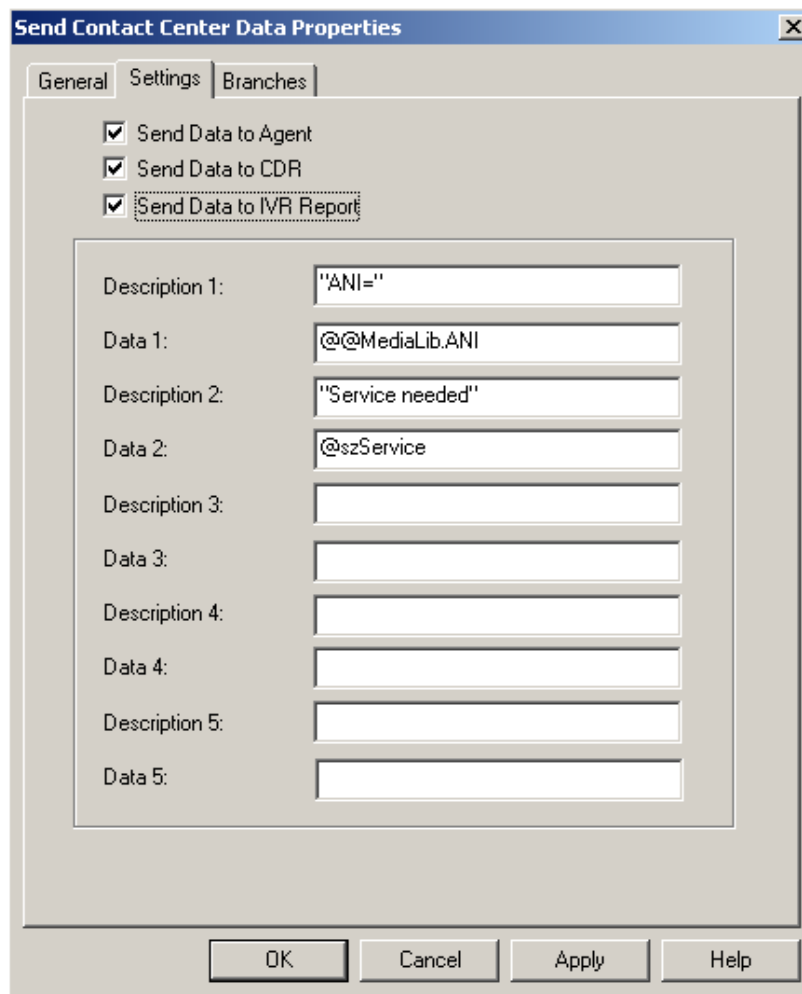 Send Contact Center Data Properties
General Settings Branches
Send Data to Agent
Send Data to CDR
Send Data to IVR Report
Description 1: "ANI="
Data 1: @@MediaLib.ANI
Description 2: "Service needed"
Data 2: @szService
Description 3:
Data 3:
Description 4:
Data 4:
Description 5:
Data 5:
OK Cancel Apply Help